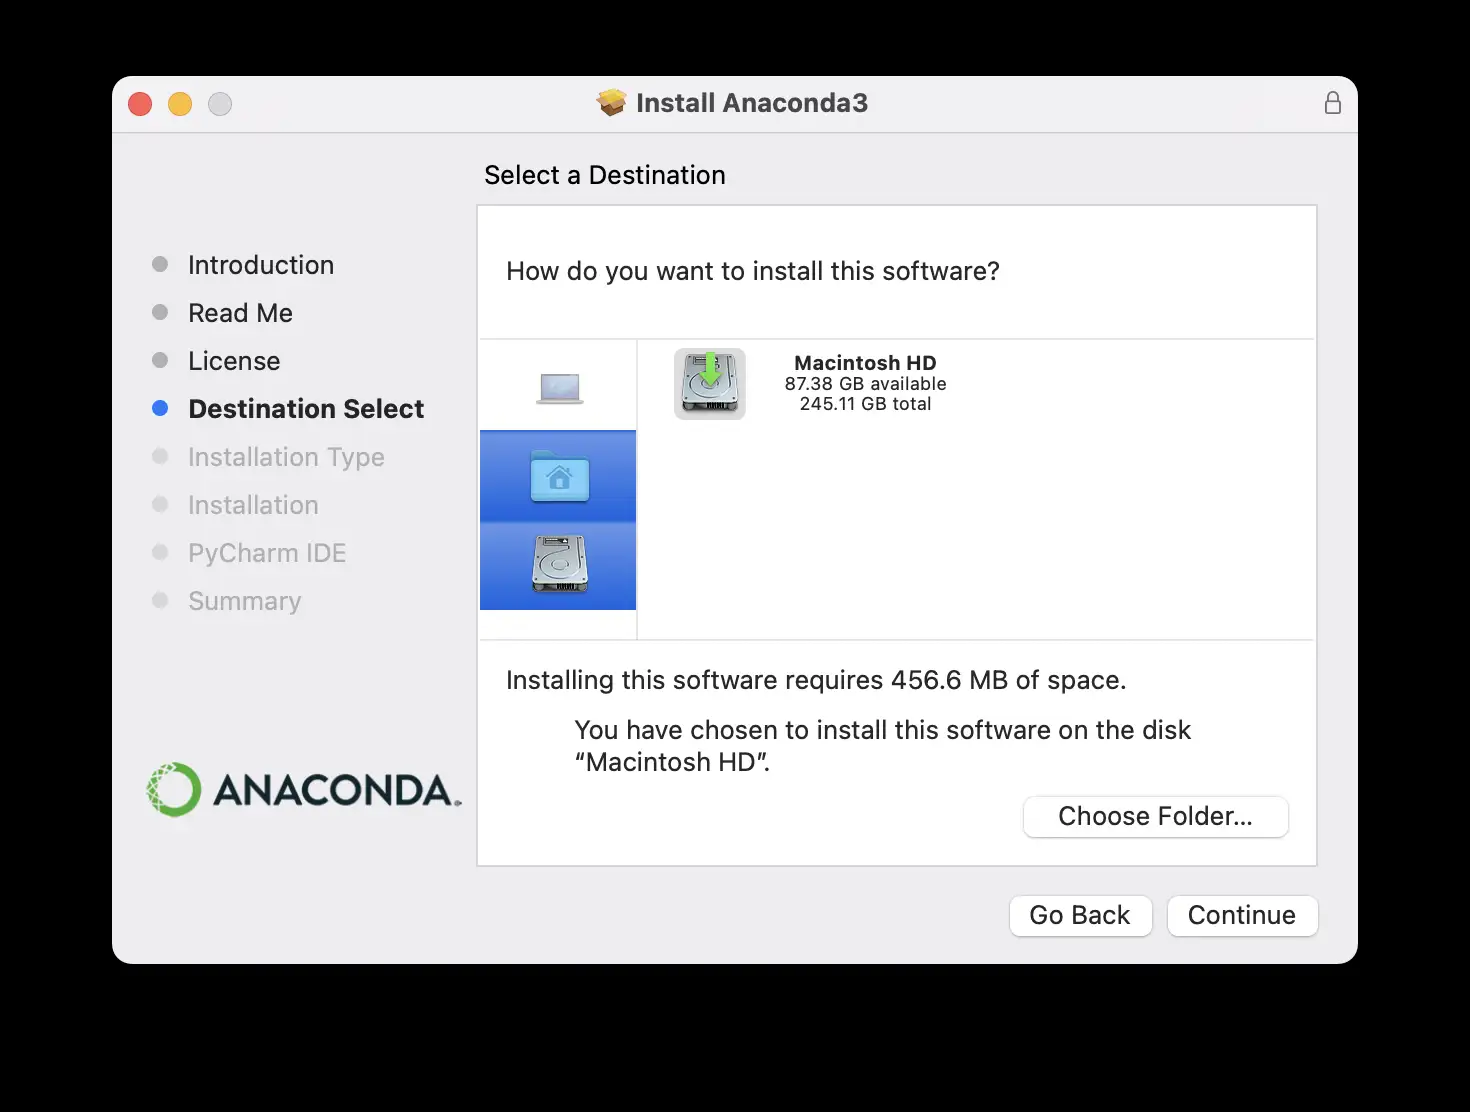 Install Anaconda3
Select a Destination
Introduction
Read Me
License
Destination Select
Installation Type
Installation
PyCharm IDE
Summary
ANACONDA.
How do you want to install this software?
Macintosh HD
87.38 GB available
245.11 GB total
Installing this software requires 456.6 MB of space.
You have chosen to install this software on the disk
“Macintosh HD”.
Choose Folder...
Go Back
Continue